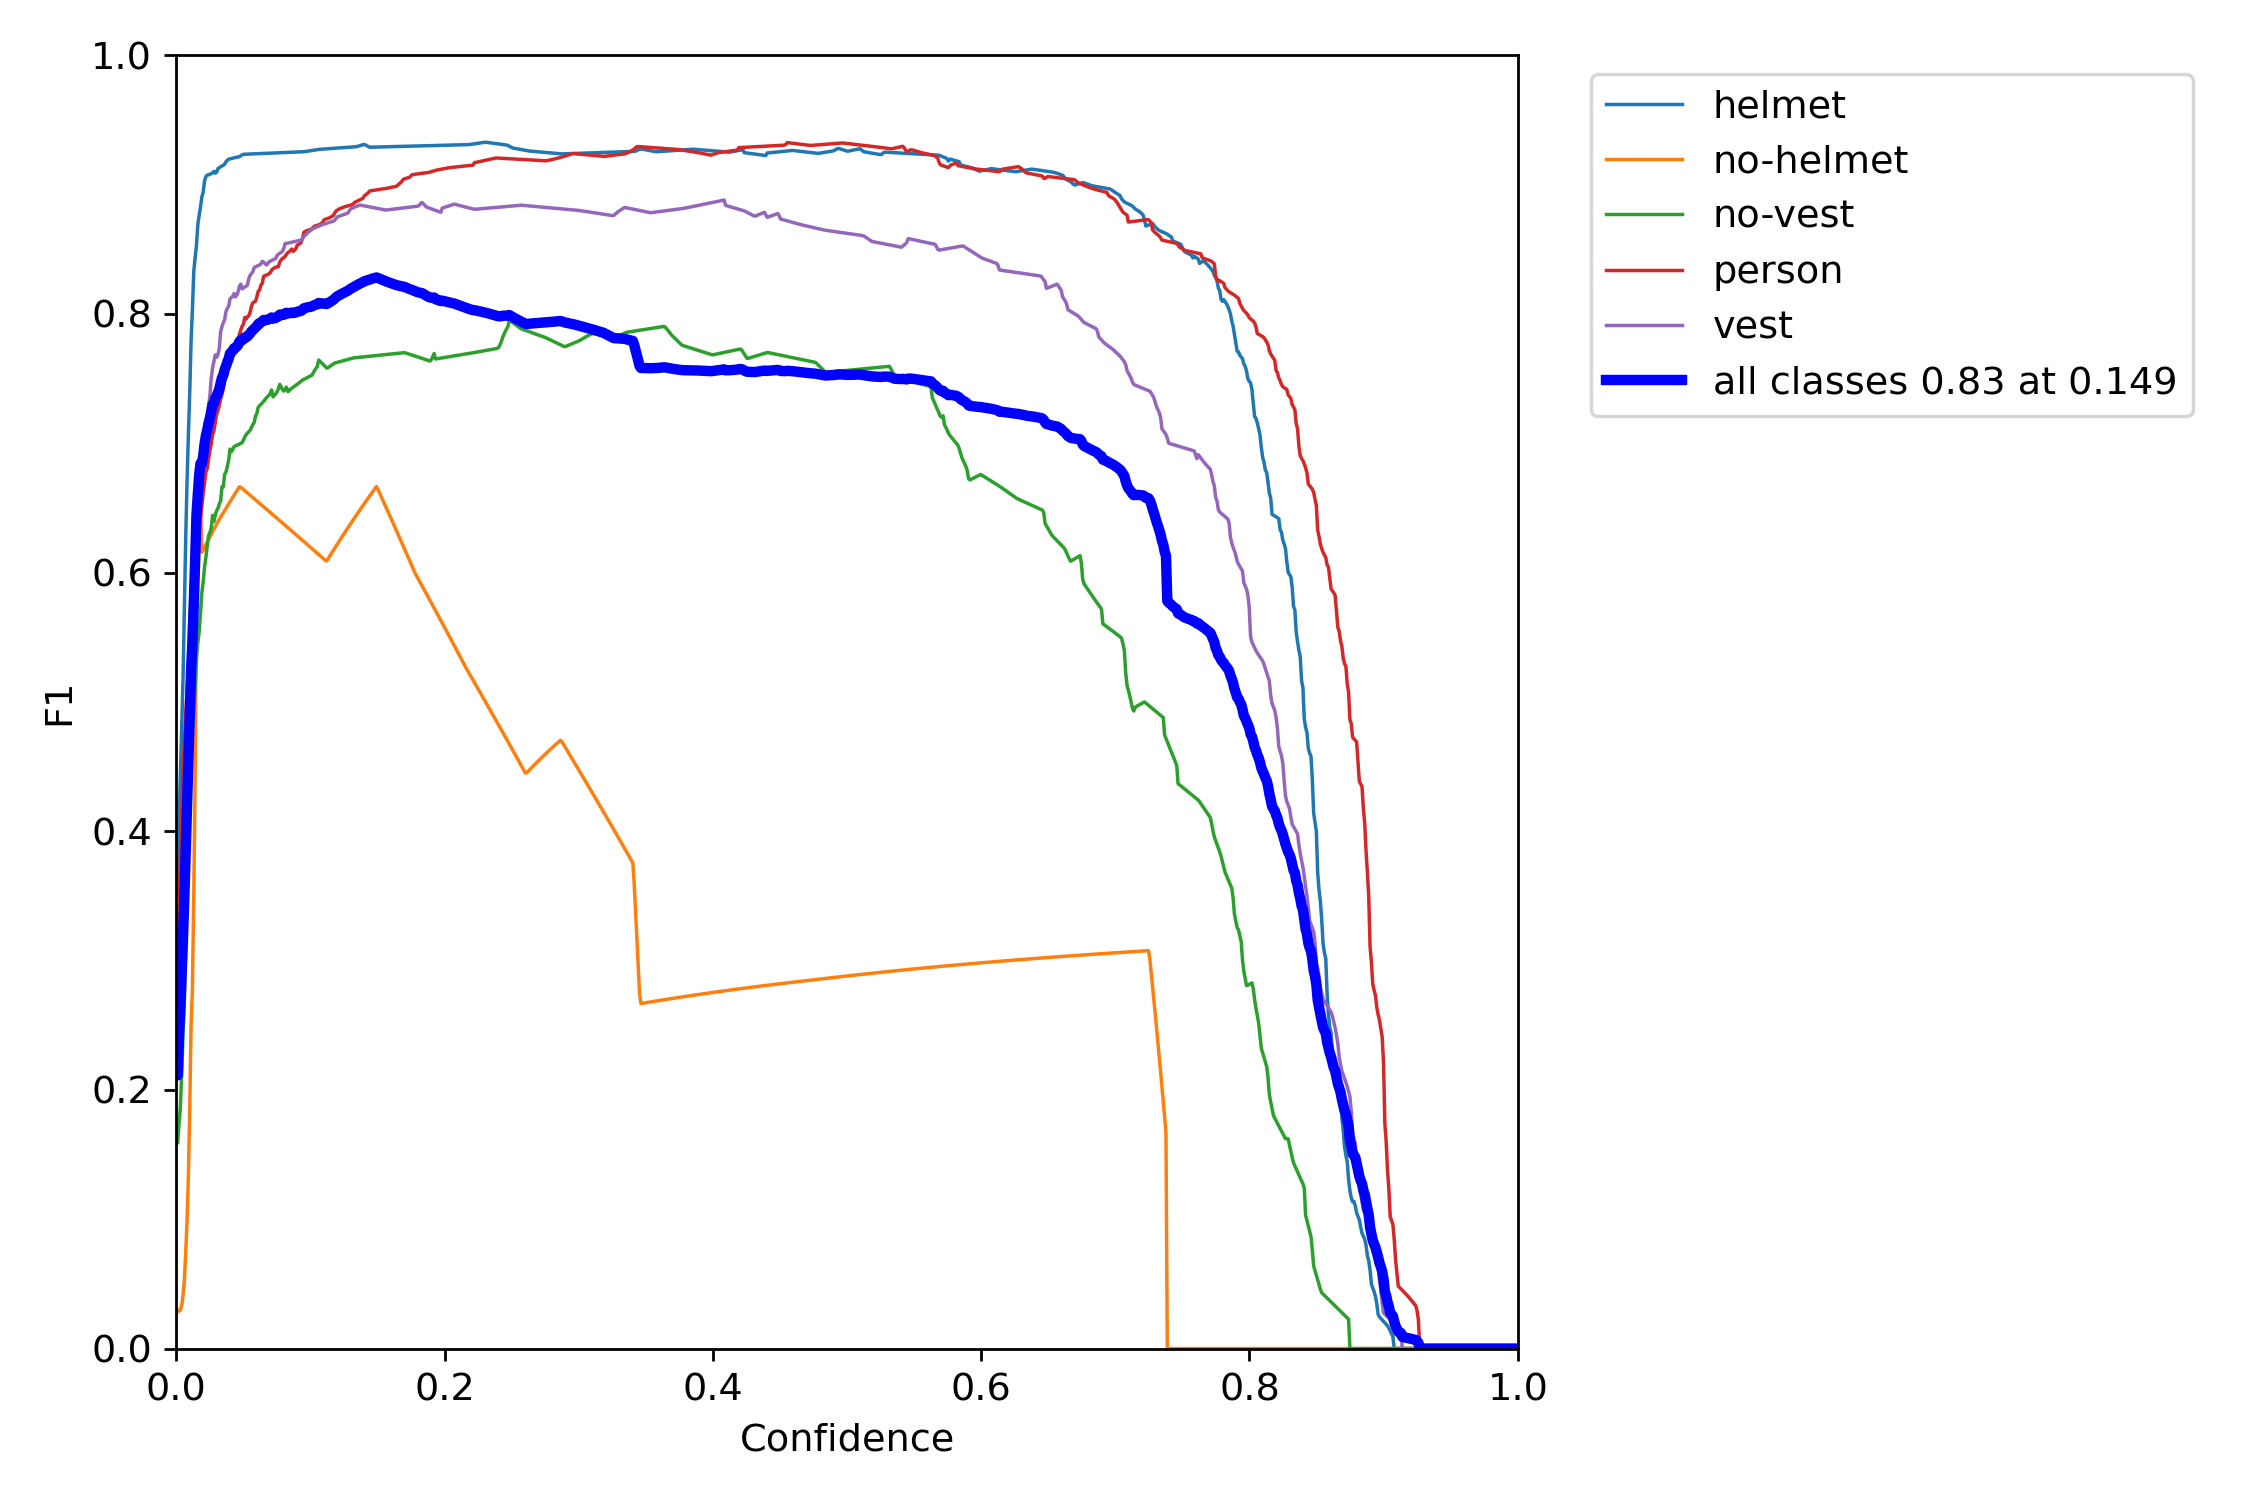 1.0
0.8
0.6
0.4
0.2
0.0
F1
0.0 0.2 0.4 0.6 0.8 1.0
Confidence
helmet
no-helmet
no-vest
person
vest
all classes 0.83 at 0.149